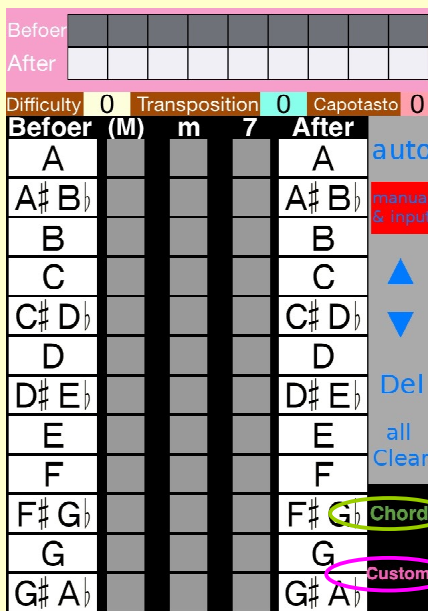 Befoer
After
Difficulty 0 Transposition 0 Capotasto 0
Befoer (M) m 7 After
A A
A♯ B♭ A♯ B♭
B B
C C
C♯ D♭ C♯ D♭
D D
D♯ E♭ D♯ E♭
E E
F F
F♯ G♭ F♯ G♭
G G
G♯ A♭ G♯ A♭
auto
manual
& input
▲
▼
Del
all
Clear
Chord
Custom